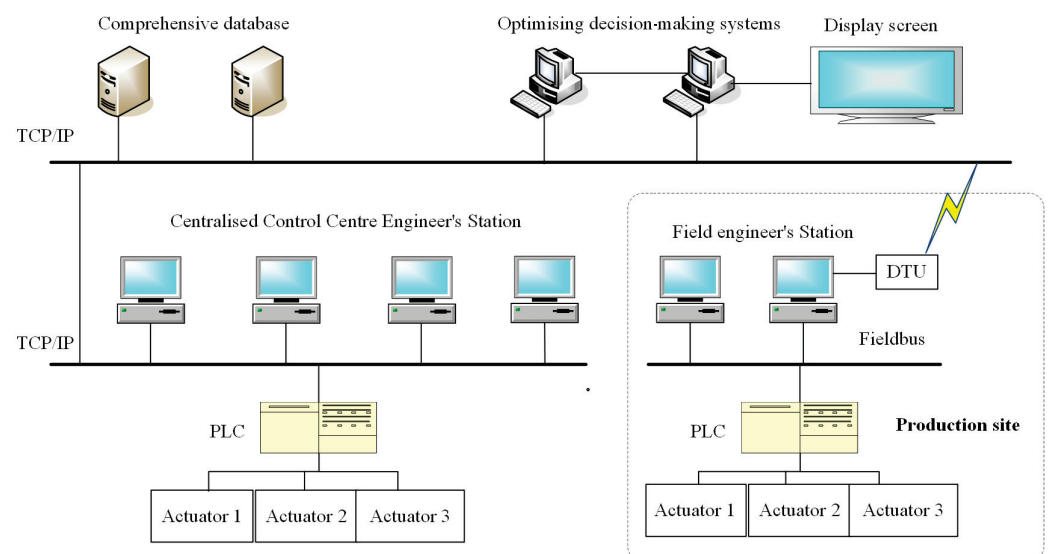 Comprehensive database
Optimising decision-making systems
Display screen
TCP/IP
Centralised Control Centre Engineer's Station
Field engineer's Station
DTU
TCP/IP
Fieldbus
PLC
PLC
Production site
Actuator 1
Actuator 2
Actuator 3
Actuator 1
Actuator 2
Actuator 3